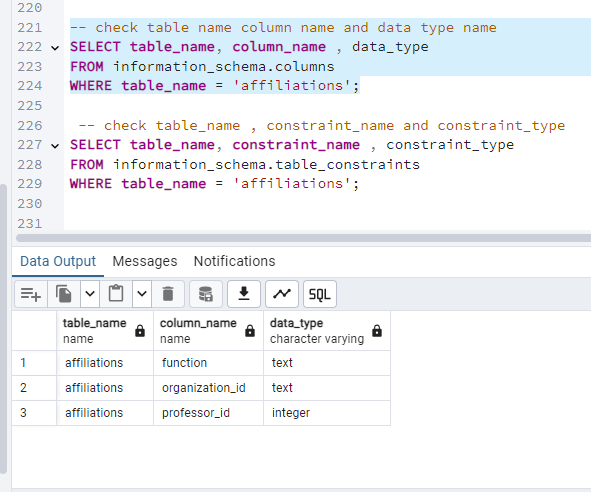 220
221 -- check table name column name and data type name
222 SELECT table_name, column_name , data_type
223 FROM information_schema.columns
224 WHERE table_name = 'affiliations';
225
226 -- check table_name , constraint_name and constraint_type
227 SELECT table_name, constraint_name , constraint_type
228 FROM information_schema.table_constraints
229 WHERE table_name = 'affiliations';
230
231
Data Output Messages Notifications
SQL
table_name column_name data_type
name name character varying
1 affiliations function text
2 affiliations organization_id text
3 affiliations professor_id integer